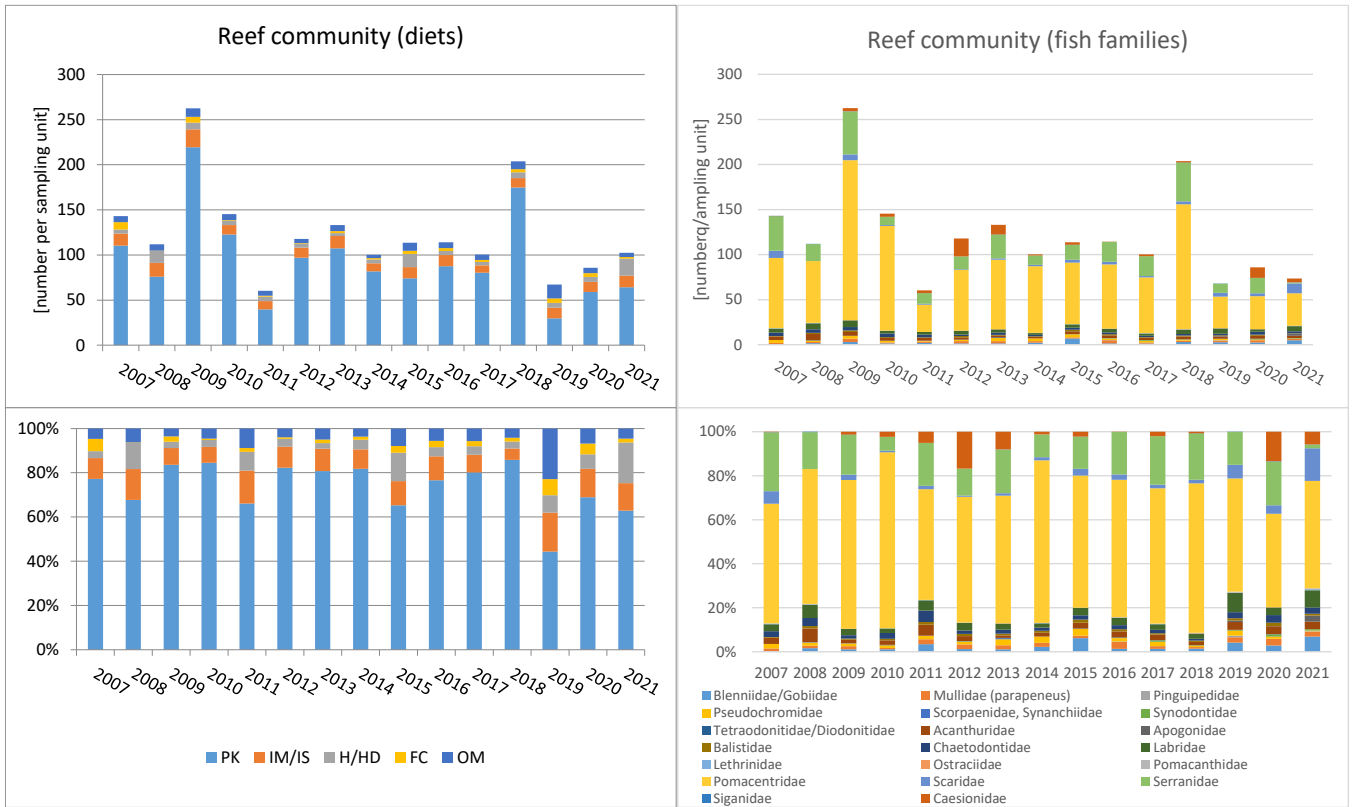 Reef community (diets)
[number per sampling unit]
300
250
200
150
100
50
0
2007 2008 2009 2010 2011 2012 2013 2014 2015 2016 2017 2018 2019 2020 2021
Reef community (fish families)
[numberq/ampling unit]
300
250
200
150
100
50
0
2007 2008 2009 2010 2011 2012 2013 2014 2015 2016 2017 2018 2019 2020 2021
100%
80%
60%
40%
20%
0%
2007 2008 2009 2010 2011 2012 2013 2014 2015 2016 2017 2018 2019 2020 2021
PK IM/IS H/HD FC OM
100%
80%
60%
40%
20%
0%
2007 2008 2009 2010 2011 2012 2013 2014 2015 2016 2017 2018 2019 2020 2021
Blenniidae/Gobiidae Mullidae (parapeneus) Pinguipedidae
Pseudochromidae Scorpaenidae, Synanchiidae Synodontidae
Tetraodonitidae/Diodonitidae Acanthuridae Apogonidae
Balistidae Chaetodontidae Labridae
Lethrinidae Ostraciidae Pomacanthidae
Pomacentridae Scaridae Serranidae
Siganidae Caesionidae